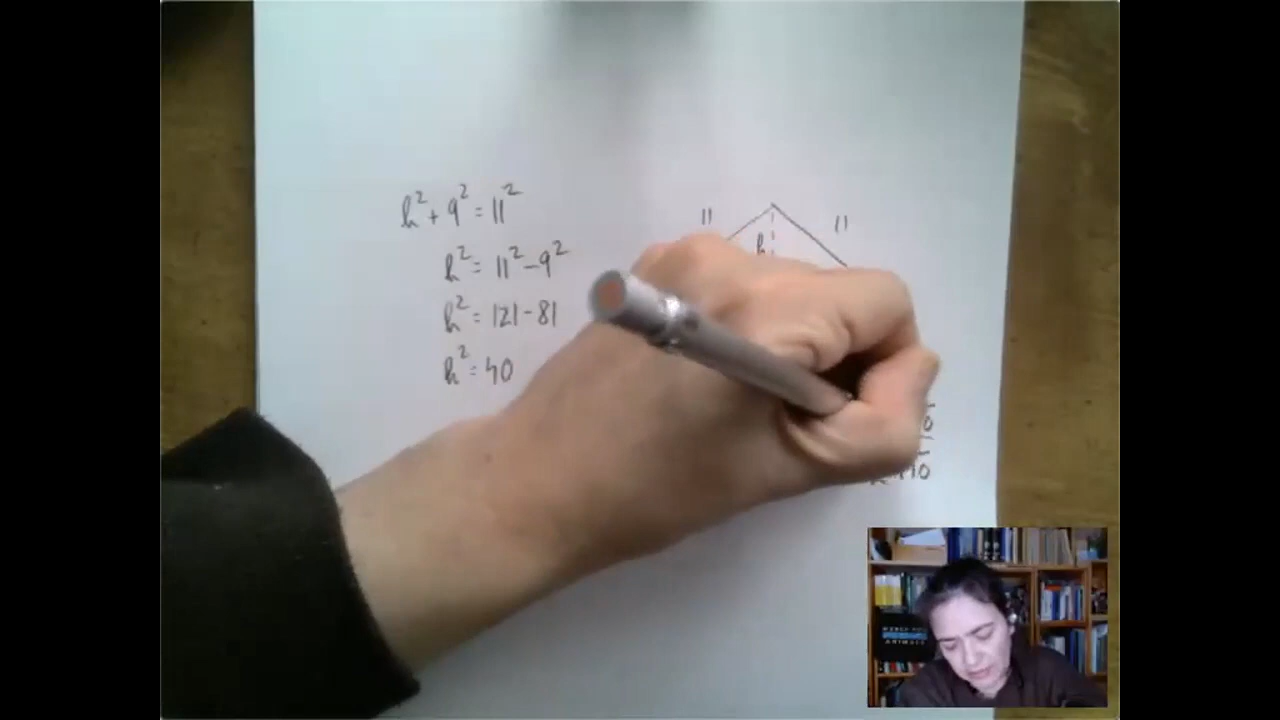 h² + 9² = 11²
h² = 11² - 9²
h² = 121 - 81
h² = 40
11
11
h